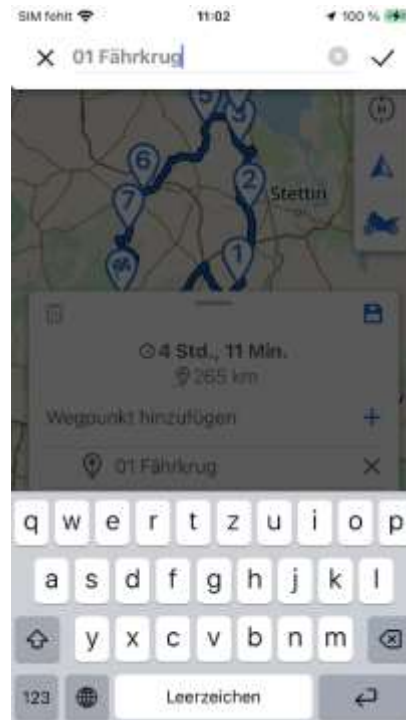 SIM fehlt 11:02 100 %
01 Fährkrug
N
5
3
6
2
7
Stettin
1
4 Std., 11 Min.
265 km
Wegpunkt hinzufügen
01 Fährkrug
q w e r t z u i o p
a s d f g h j k l
y x c v b n m
123 Leerzeichen